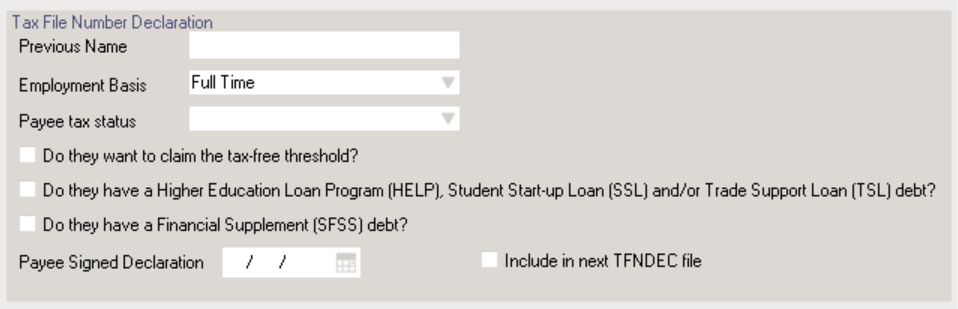 Tax File Number Declaration
Previous Name
Employment Basis Full Time
Payee tax status
Do they want to claim the tax-free threshold?
Do they have a Higher Education Loan Program (HELP), Student Start-up Loan (SSL) and/or Trade Support Loan (TSL) debt?
Do they have a Financial Supplement (SFSS) debt?
Payee Signed Declaration / / Include in next TFNDEC file